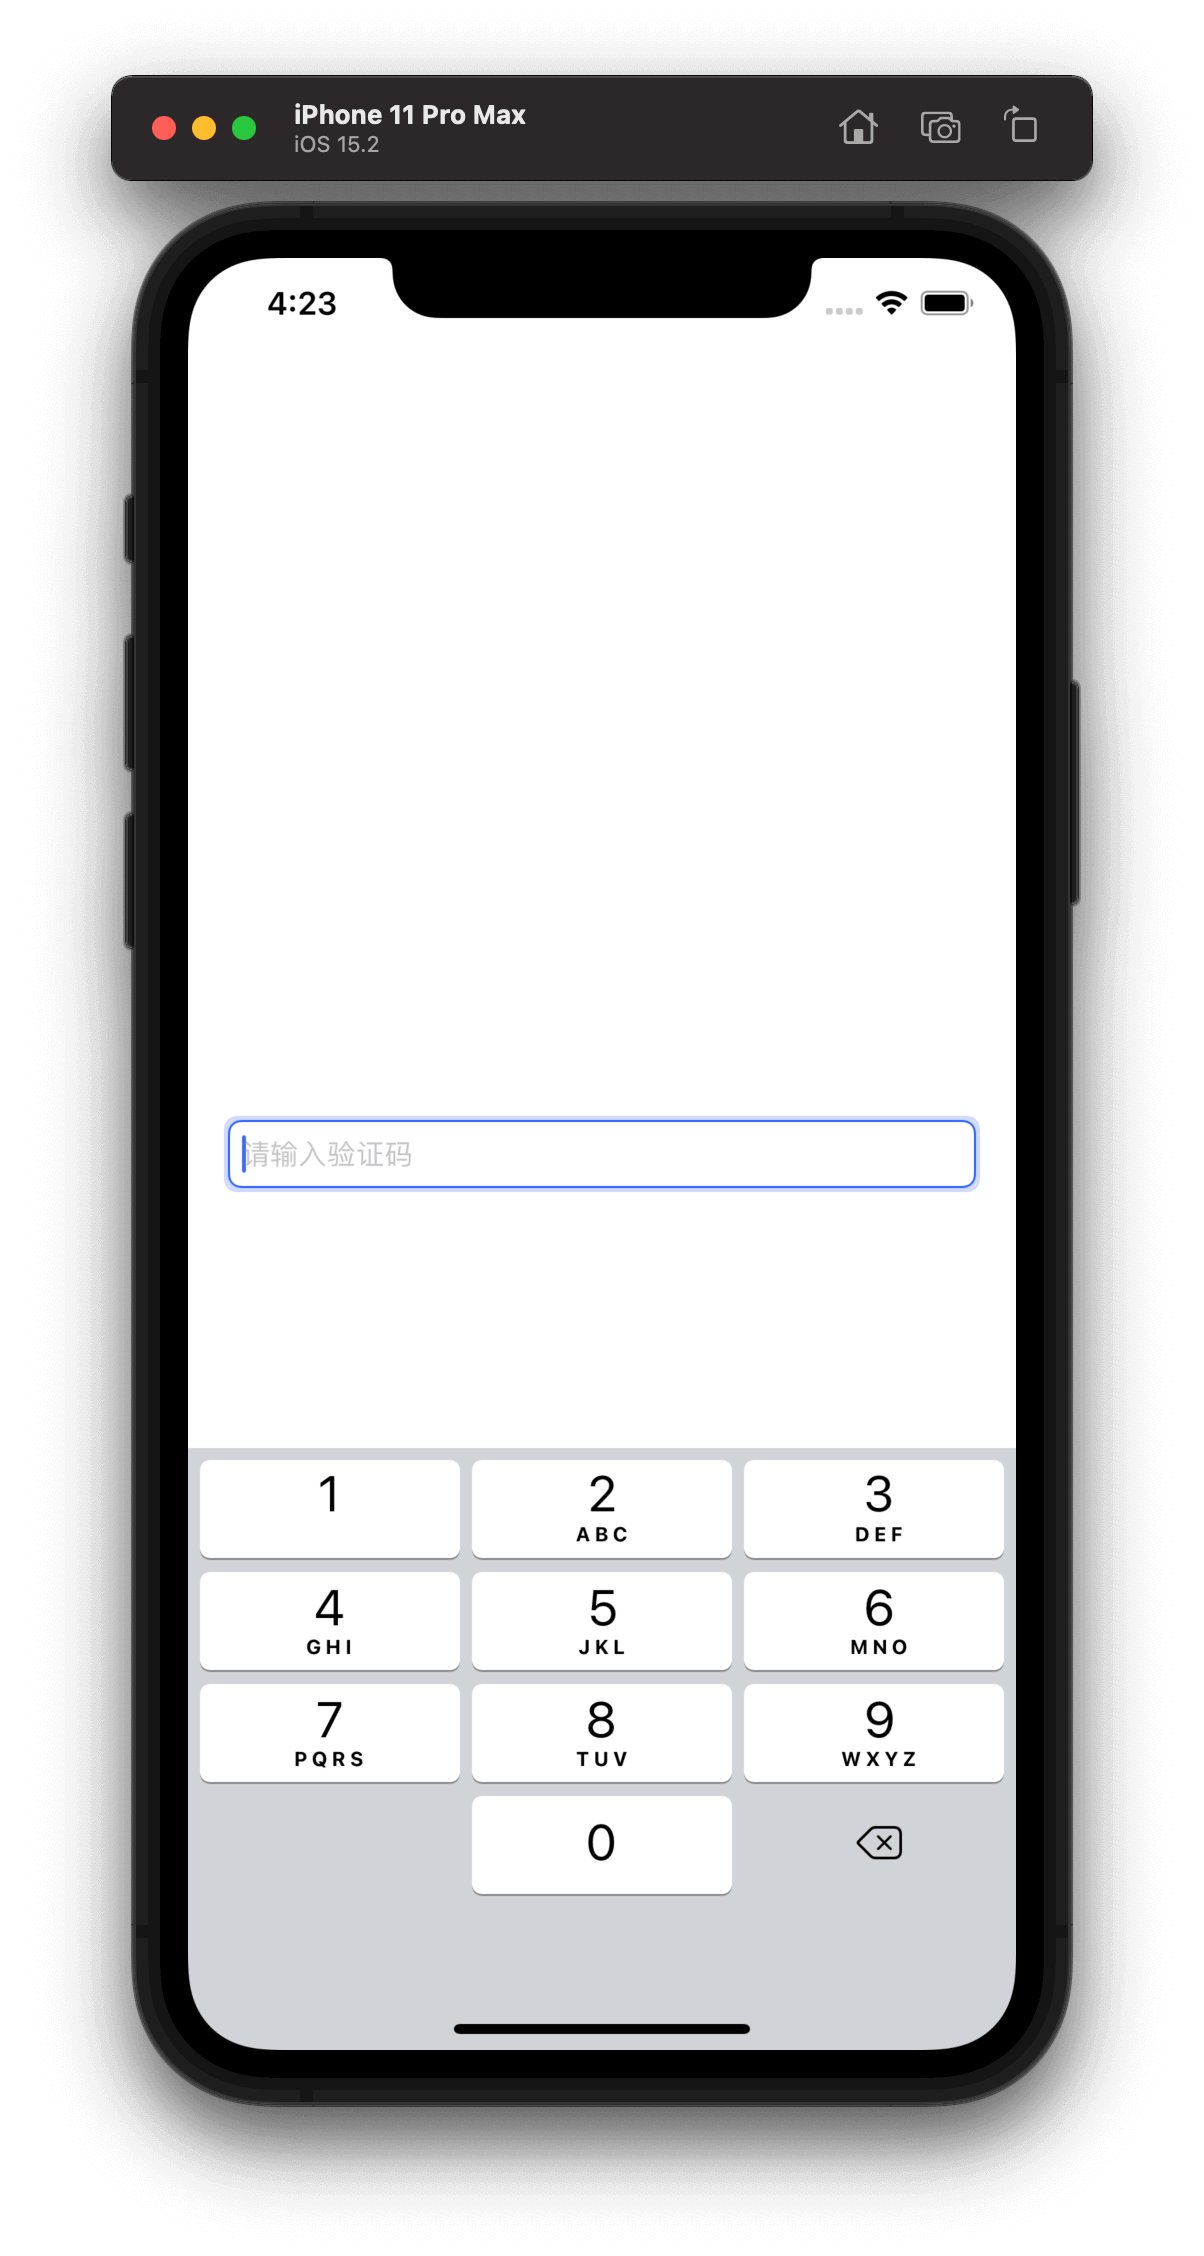 iPhone 11 Pro Max
iOS 15.2
4:23
请输入验证码
1
2
ABC
3
DEF
4
GHI
5
JKL
6
MNO
7
PQRS
8
TUV
9
WXYZ
0